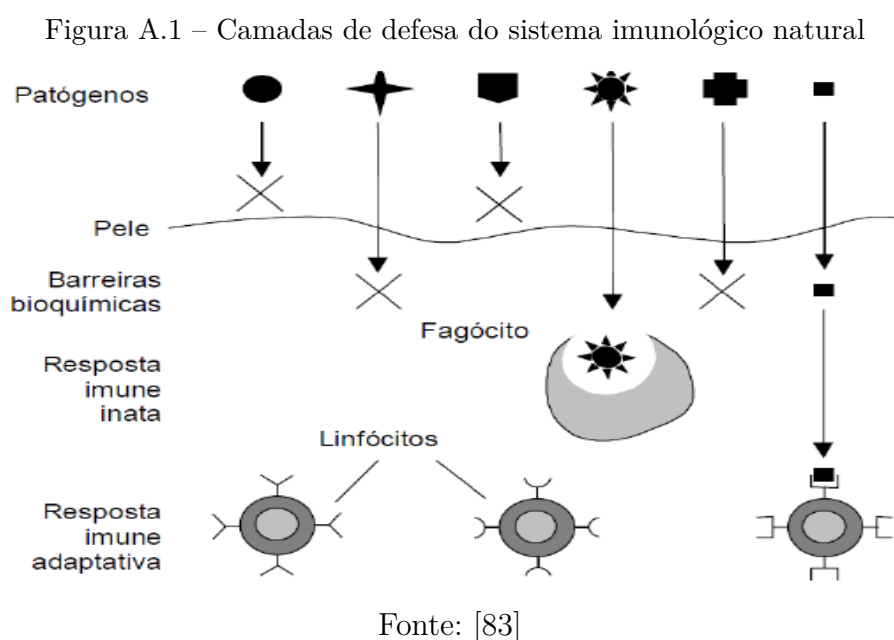 Figura A.1 – Camadas de defesa do sistema imunológico natural
Patógenos
Pele
Barreiras
bioquímicas
Fagócito
Resposta
imune
inata
Linfócitos
Resposta
imune
adaptativa
Fonte: [83]